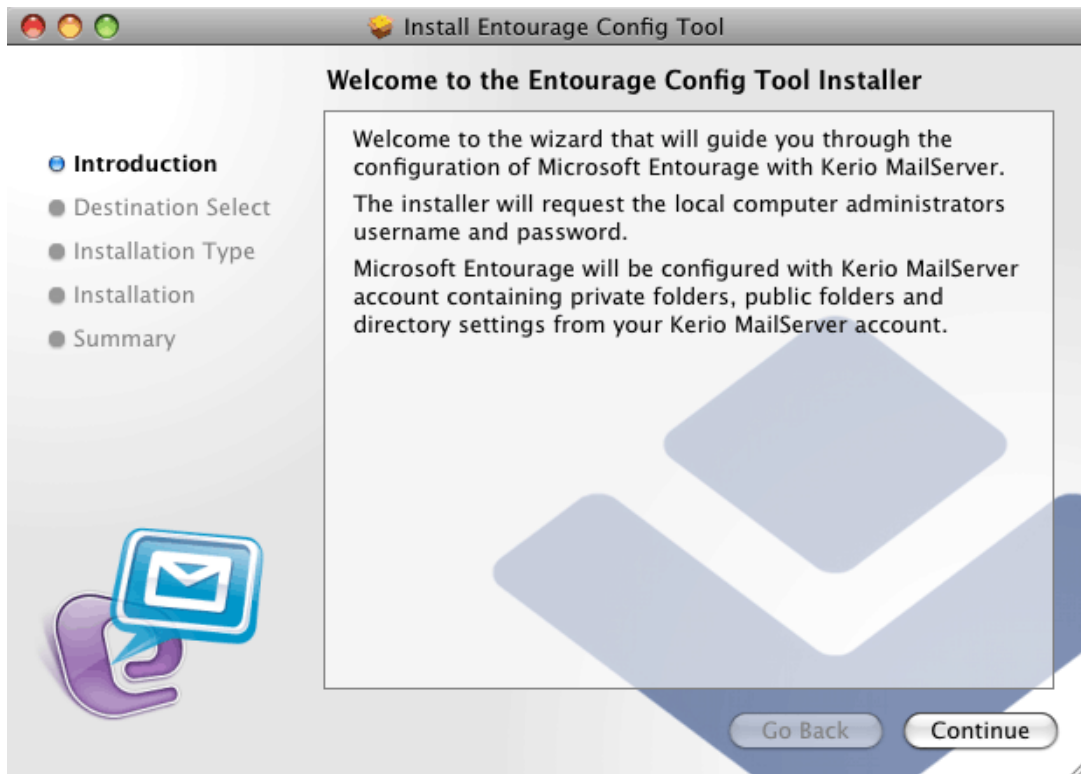 Install Entourage Config Tool
Welcome to the Entourage Config Tool Installer
Introduction
Destination Select
Installation Type
Installation
Summary
Welcome to the wizard that will guide you through the
configuration of Microsoft Entourage with Kerio MailServer.
The installer will request the local computer administrators
username and password.
Microsoft Entourage will be configured with Kerio MailServer
account containing private folders, public folders and
directory settings from your Kerio MailServer account.
Go Back
Continue